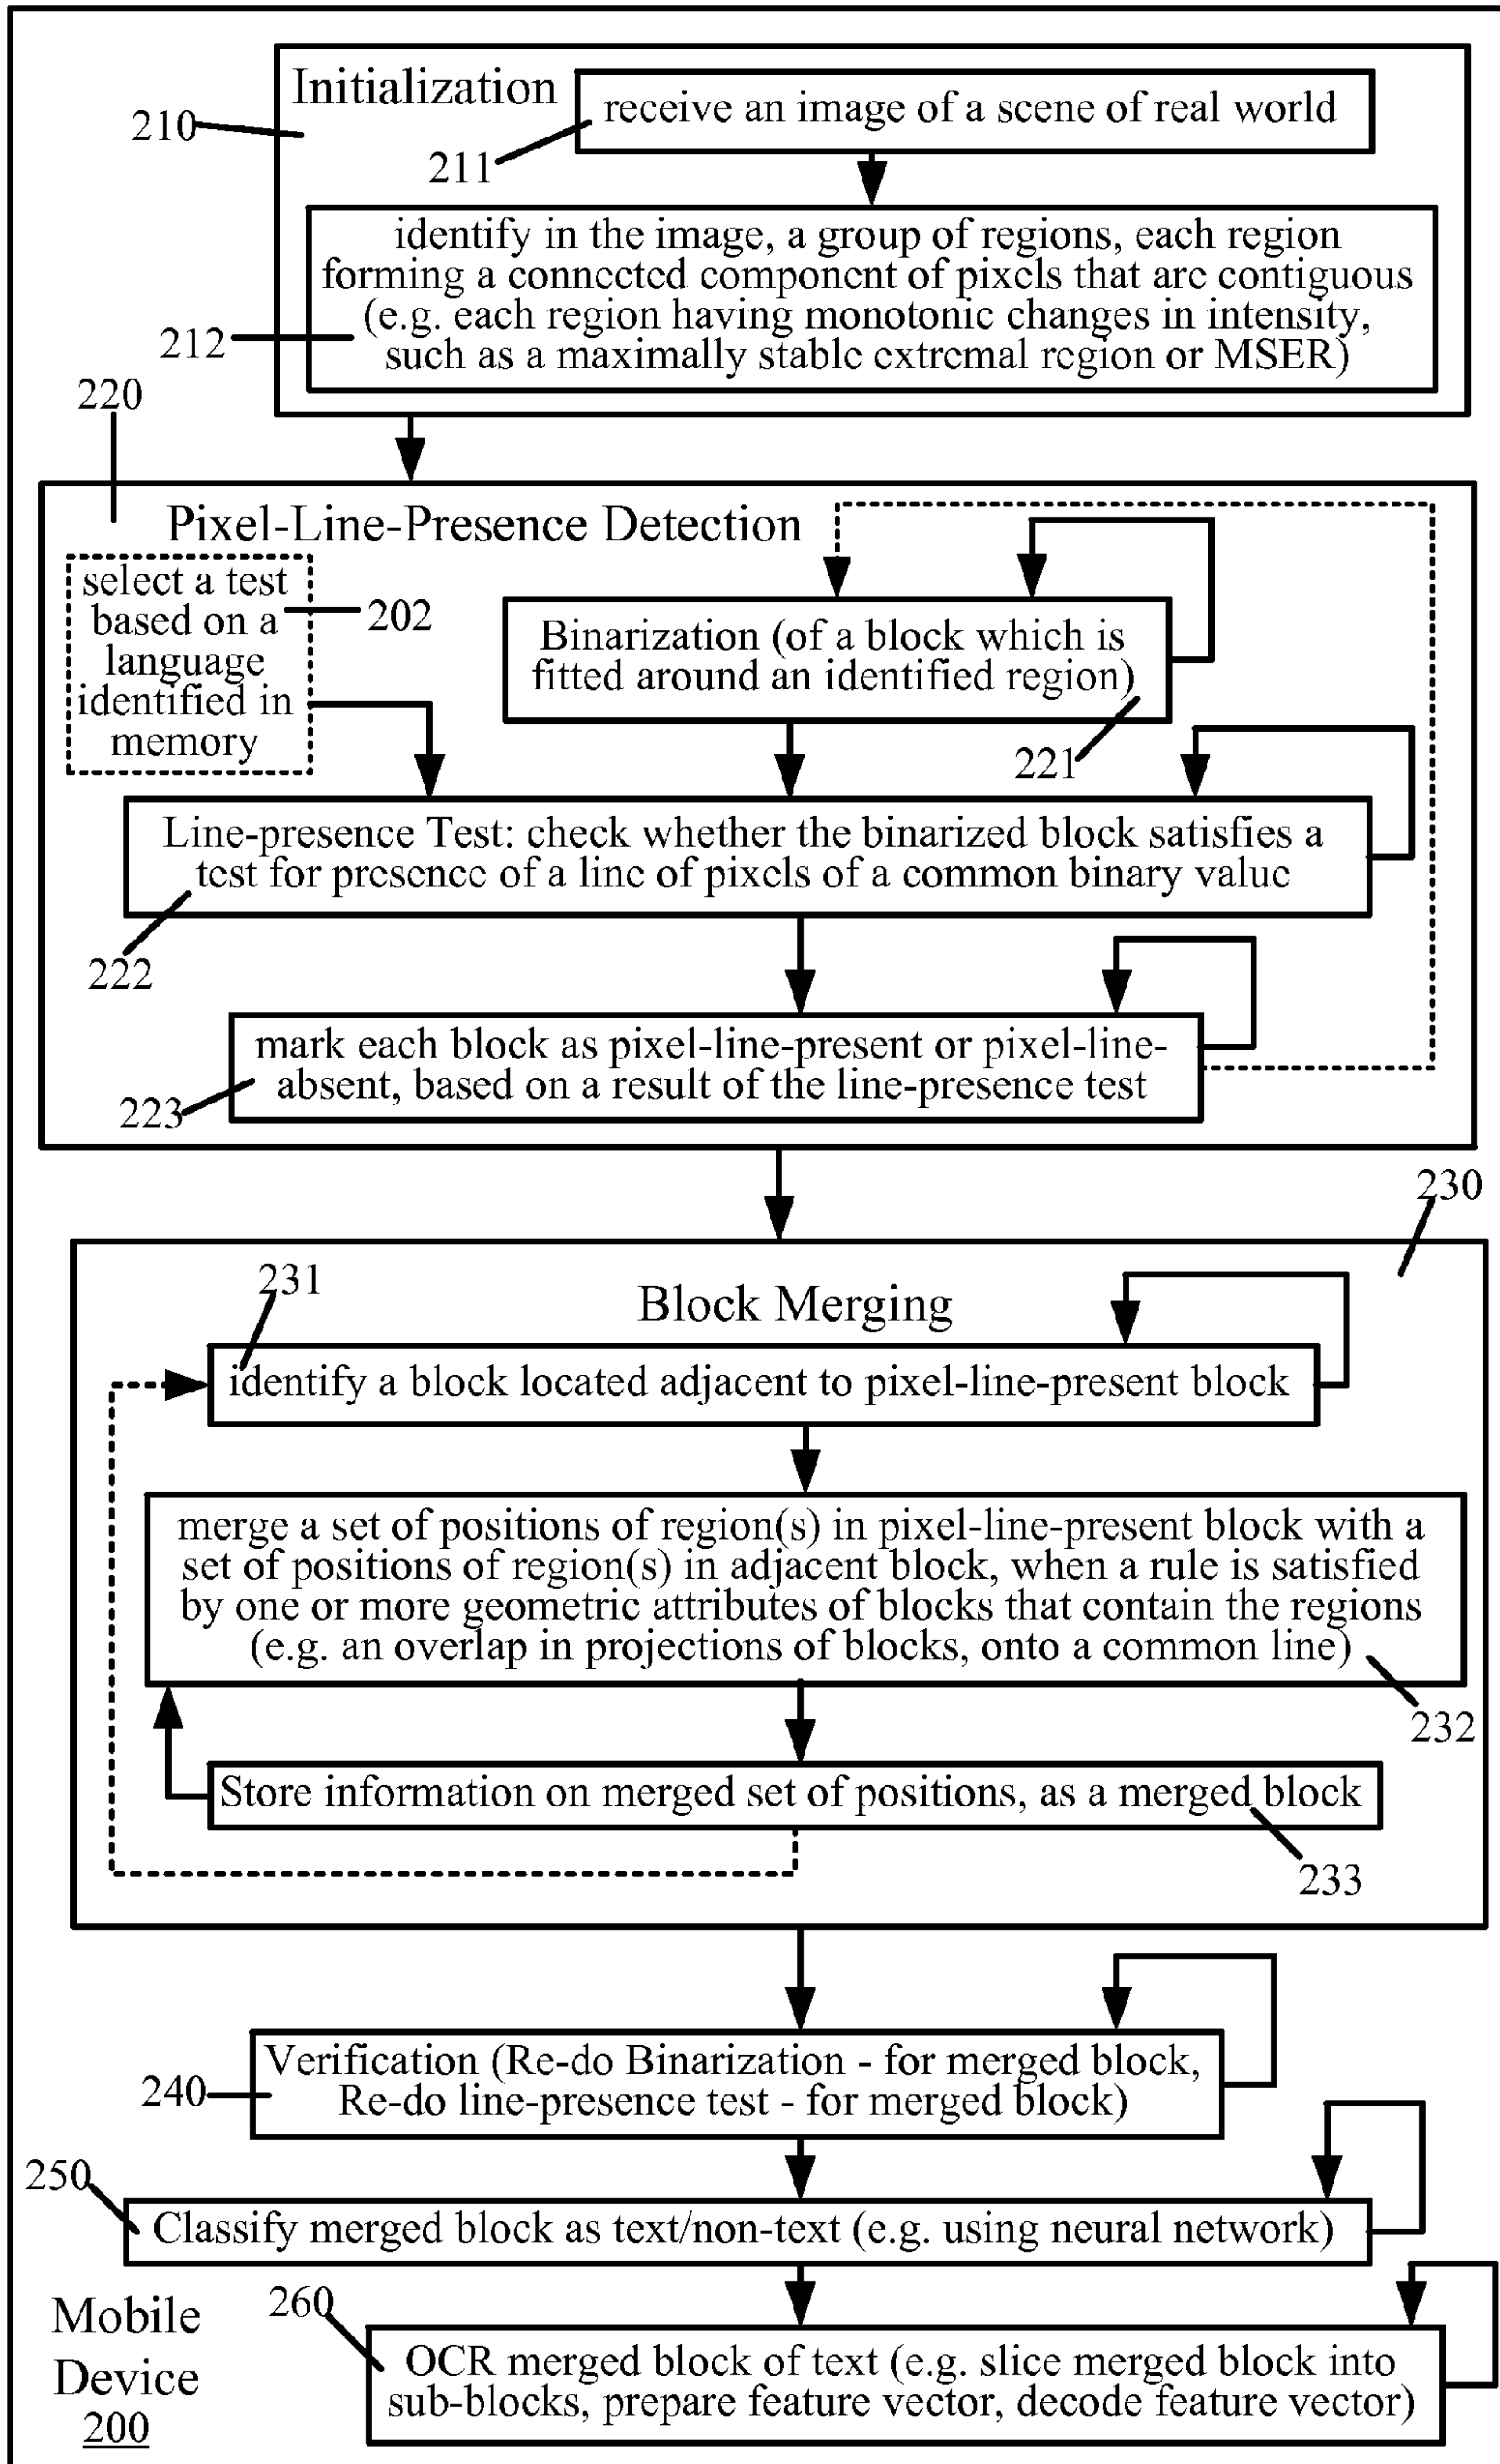 Initialization
receive an image of a scene of real world
210
211
identify in the image, a group of regions, each region
forming a connected component of pixels that are contiguous
(e.g. each region having monotonic changes in intensity,
such as a maximally stable extremal region or MSER)
212
220
Pixel-Line-Presence Detection
select a test
based on a
language
identified in
memory
202
Binarization (of a block which is
fitted around an identified region)
221
Line-presence Test: check whether the binarized block satisfies a
test for presence of a line of pixels of a common binary value
222
mark each block as pixel-line-present or pixel-line-
absent, based on a result of the line-presence test
223
230
231
Block Merging
identify a block located adjacent to pixel-line-present block
merge a set of positions of region(s) in pixel-line-present block with a
set of positions of region(s) in adjacent block, when a rule is satisfied
by one or more geometric attributes of blocks that contain the regions
(e.g. an overlap in projections of blocks, onto a common line)
232
Store information on merged set of positions, as a merged block
233
Verification (Re-do Binarization - for merged block,
Re-do line-presence test - for merged block)
240
250
Classify merged block as text/non-text (e.g. using neural network)
260
OCR merged block of text (e.g. slice merged block into
sub-blocks, prepare feature vector, decode feature vector)
Mobile
Device
200